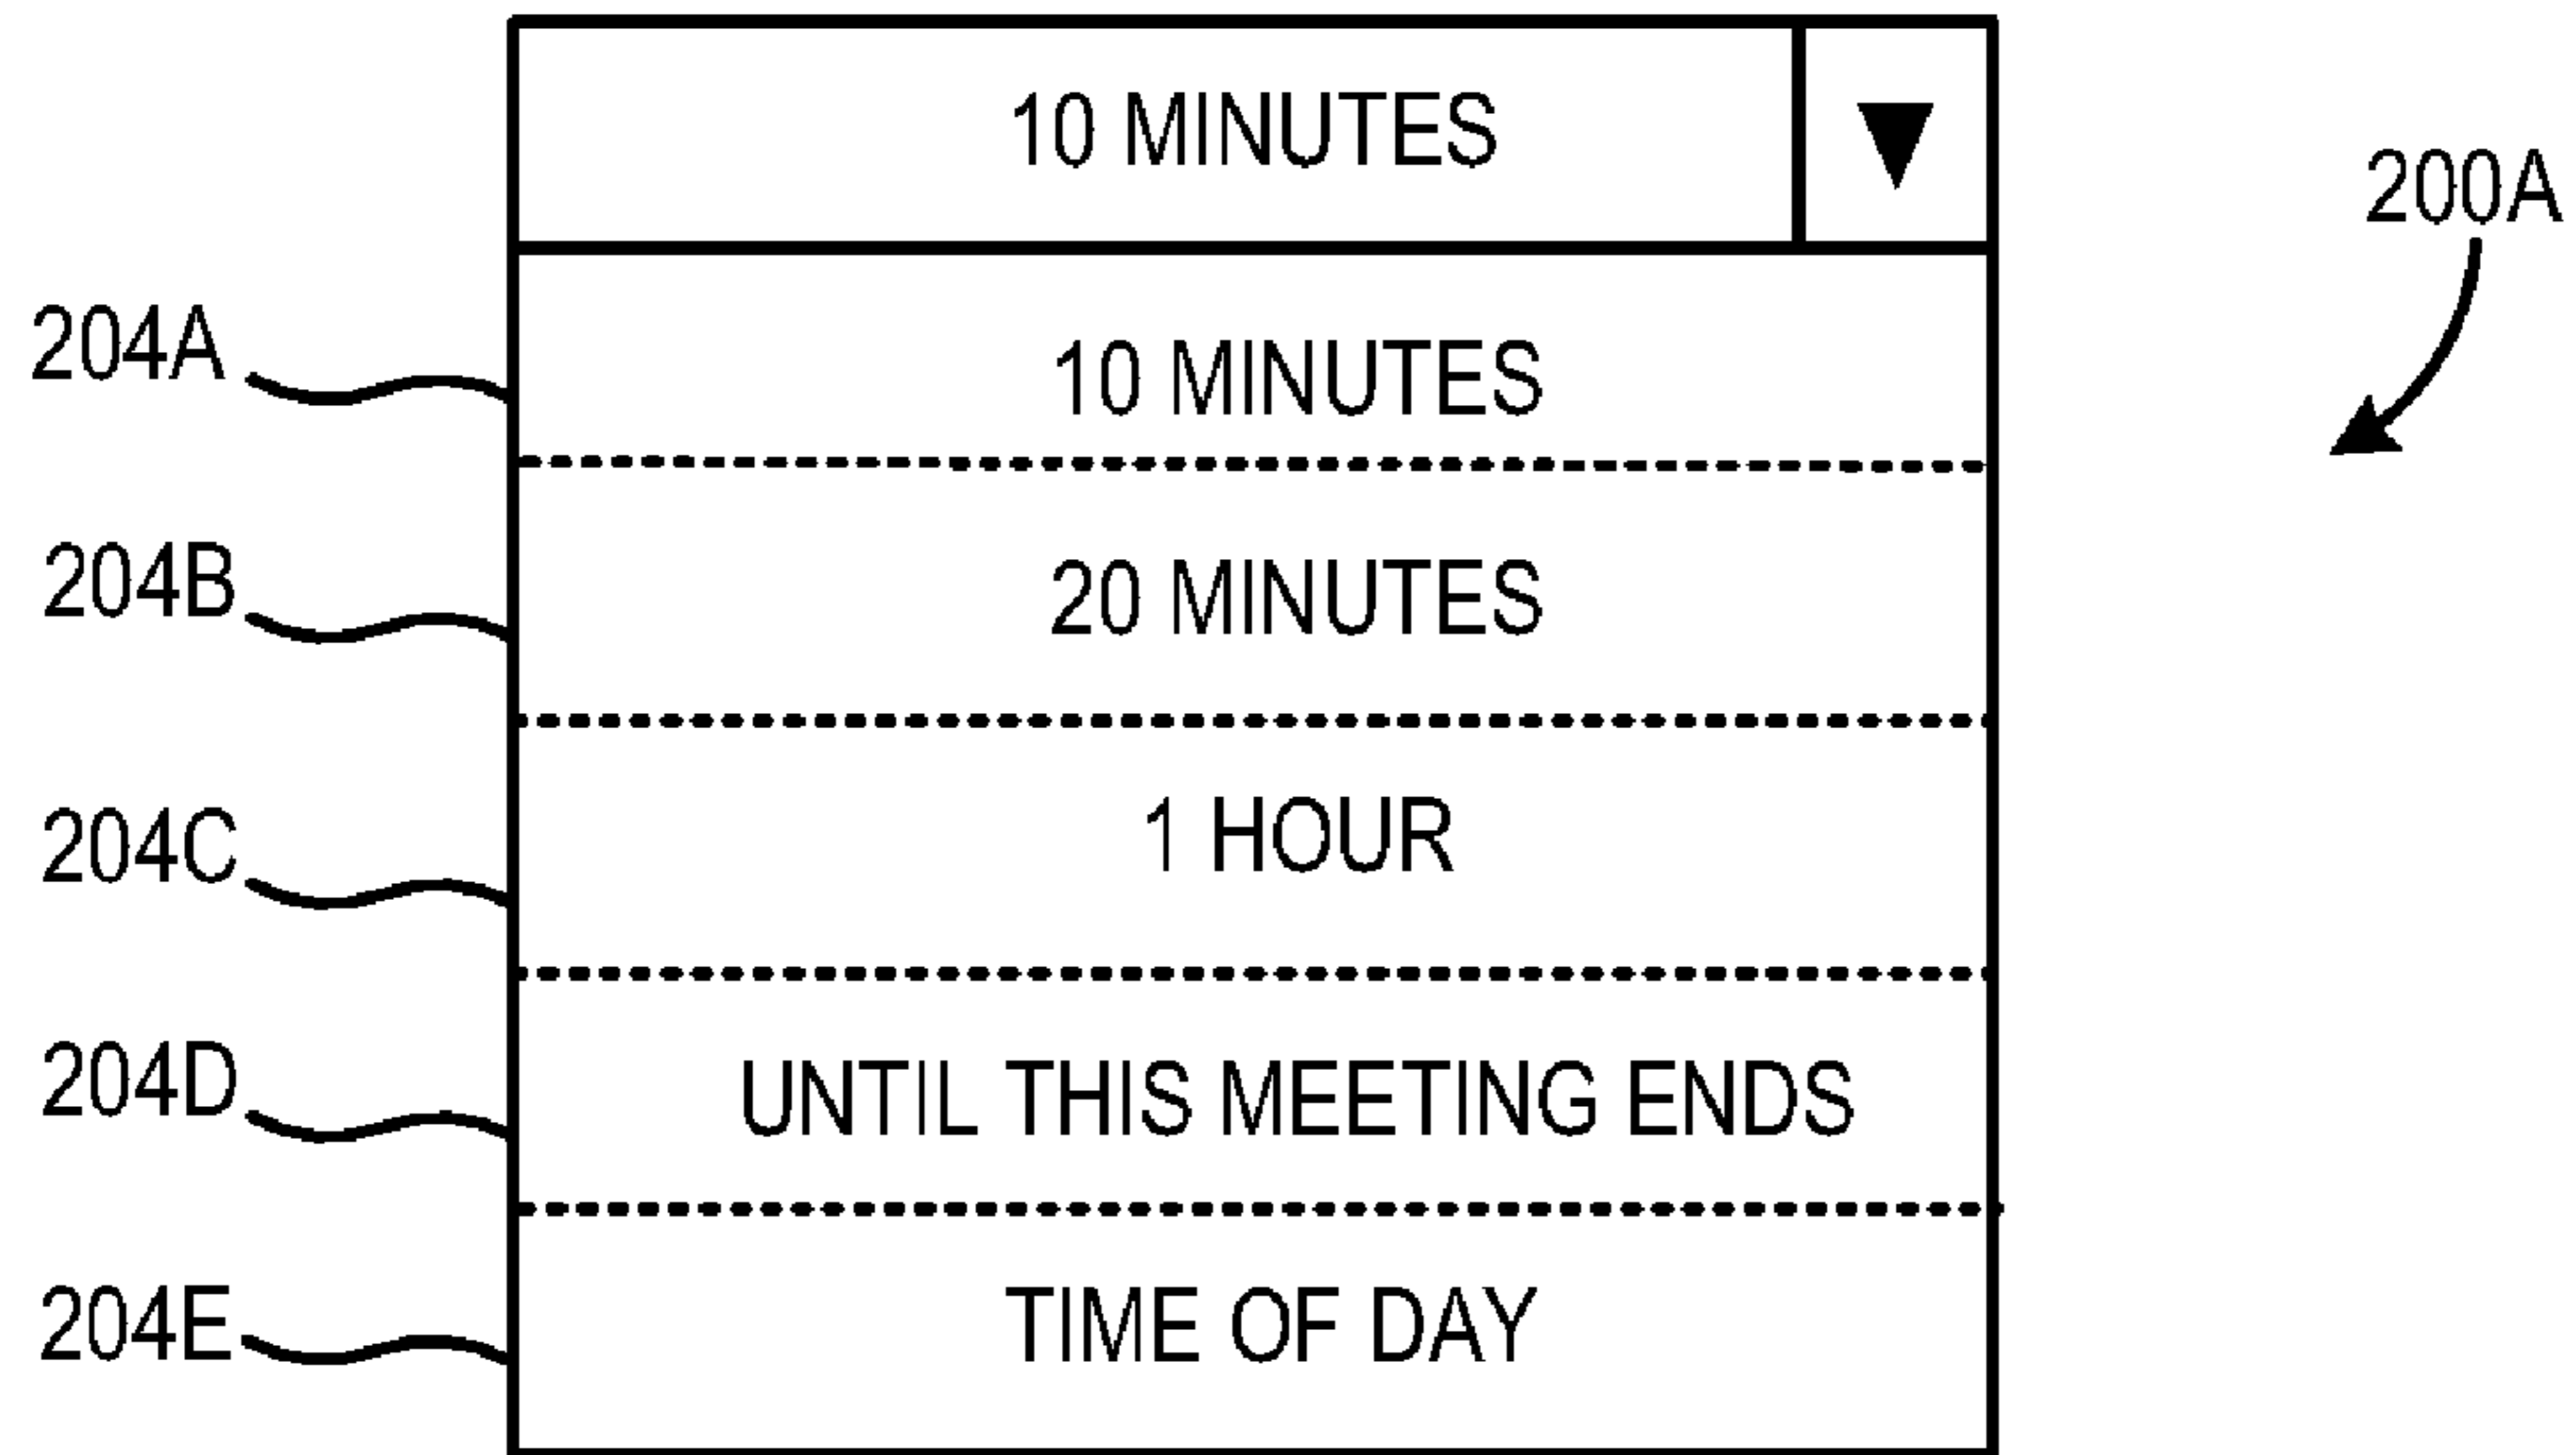 10 MINUTES
200A
204A
10 MINUTES
204B
20 MINUTES
204C
1 HOUR
204D
UNTIL THIS MEETING ENDS
204E
TIME OF DAY